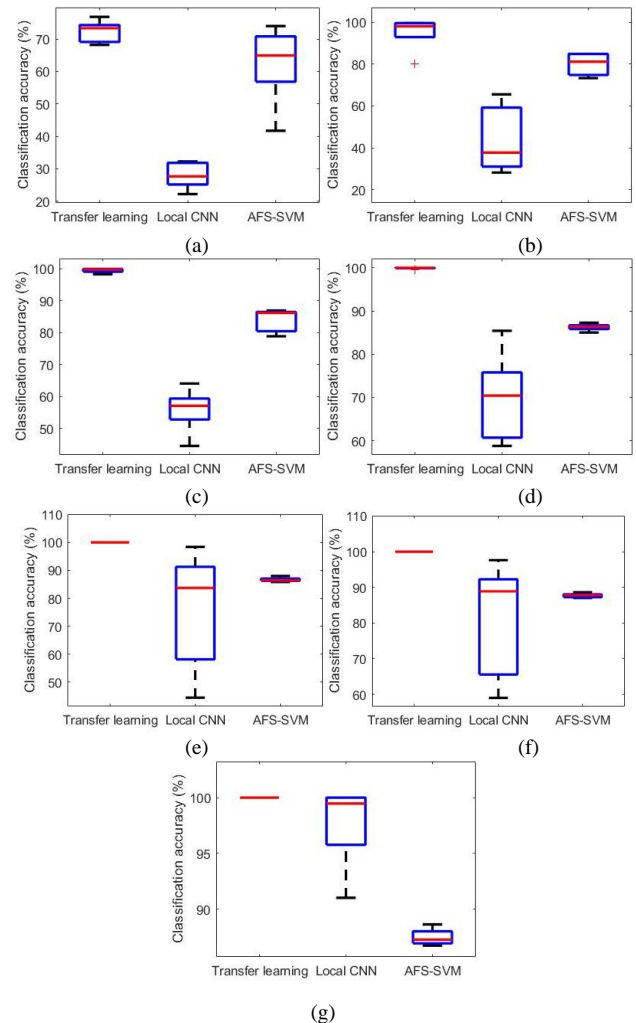 Classification accuracy (%)
70
60
50
40
30
20
Transfer learning Local CNN AFS-SVM
(a)
Classification accuracy (%)
100
80
60
40
20
Transfer learning Local CNN AFS-SVM
(b)
Classification accuracy (%)
100
90
80
70
60
50
Transfer learning Local CNN AFS-SVM
(c)
Classification accuracy (%)
100
90
80
70
60
Transfer learning Local CNN AFS-SVM
(d)
Classification accuracy (%)
110
100
90
80
70
60
50
Transfer learning Local CNN AFS-SVM
(e)
Classification accuracy (%)
110
100
90
80
70
60
Transfer learning Local CNN AFS-SVM
(f)
Classification accuracy (%)
100
95
90
Transfer learning Local CNN AFS-SVM
(g)